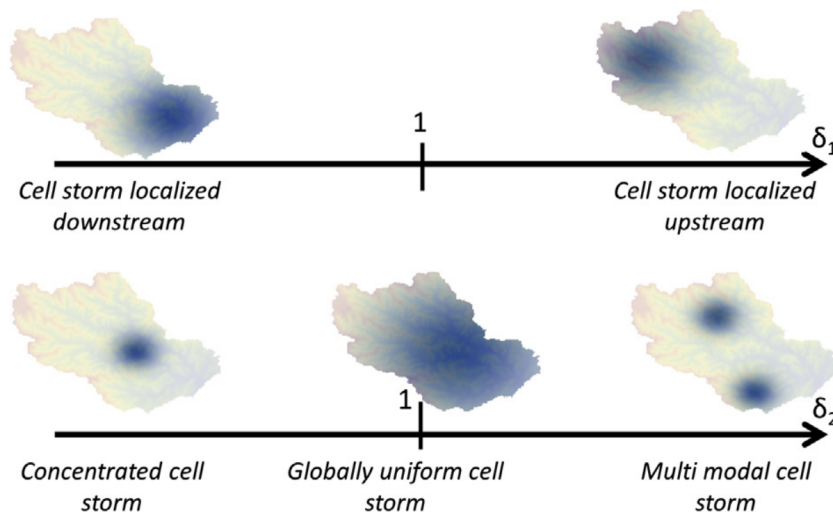 1
δ1
Cell storm localized
downstream
Cell storm localized
upstream
1
δ2
Concentrated cell
storm
Globally uniform cell
storm
Multi modal cell
storm